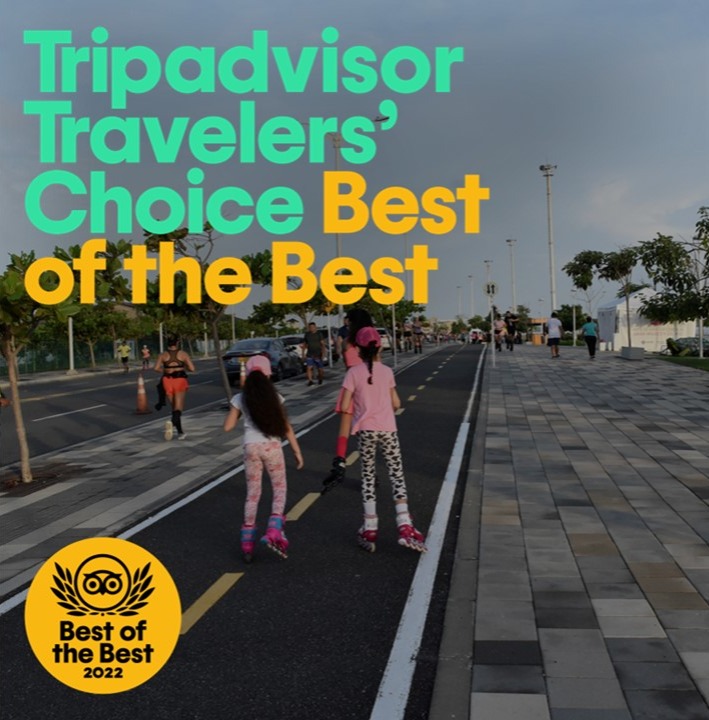 Tripadvisor
Travelers’
Choice Best
of the Best
Best of
the Best
2022